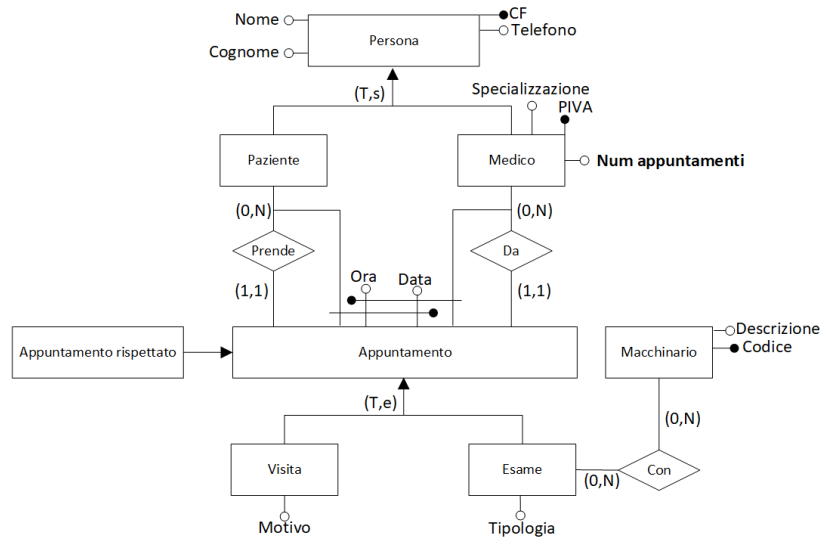 Nome
CF
Telefono
Persona
Cognome
(T,s)
Specializzazione
PIVA
Paziente
Medico
Num appuntamenti
(0,N)
(0,N)
Prende
Da
Ora
Data
(1,1)
(1,1)
Appuntamento rispettato
Appuntamento
Macchinario
Descrizione
Codice
(T,e)
(0,N)
Visita
Esame
Con
(0,N)
Motivo
Tipologia